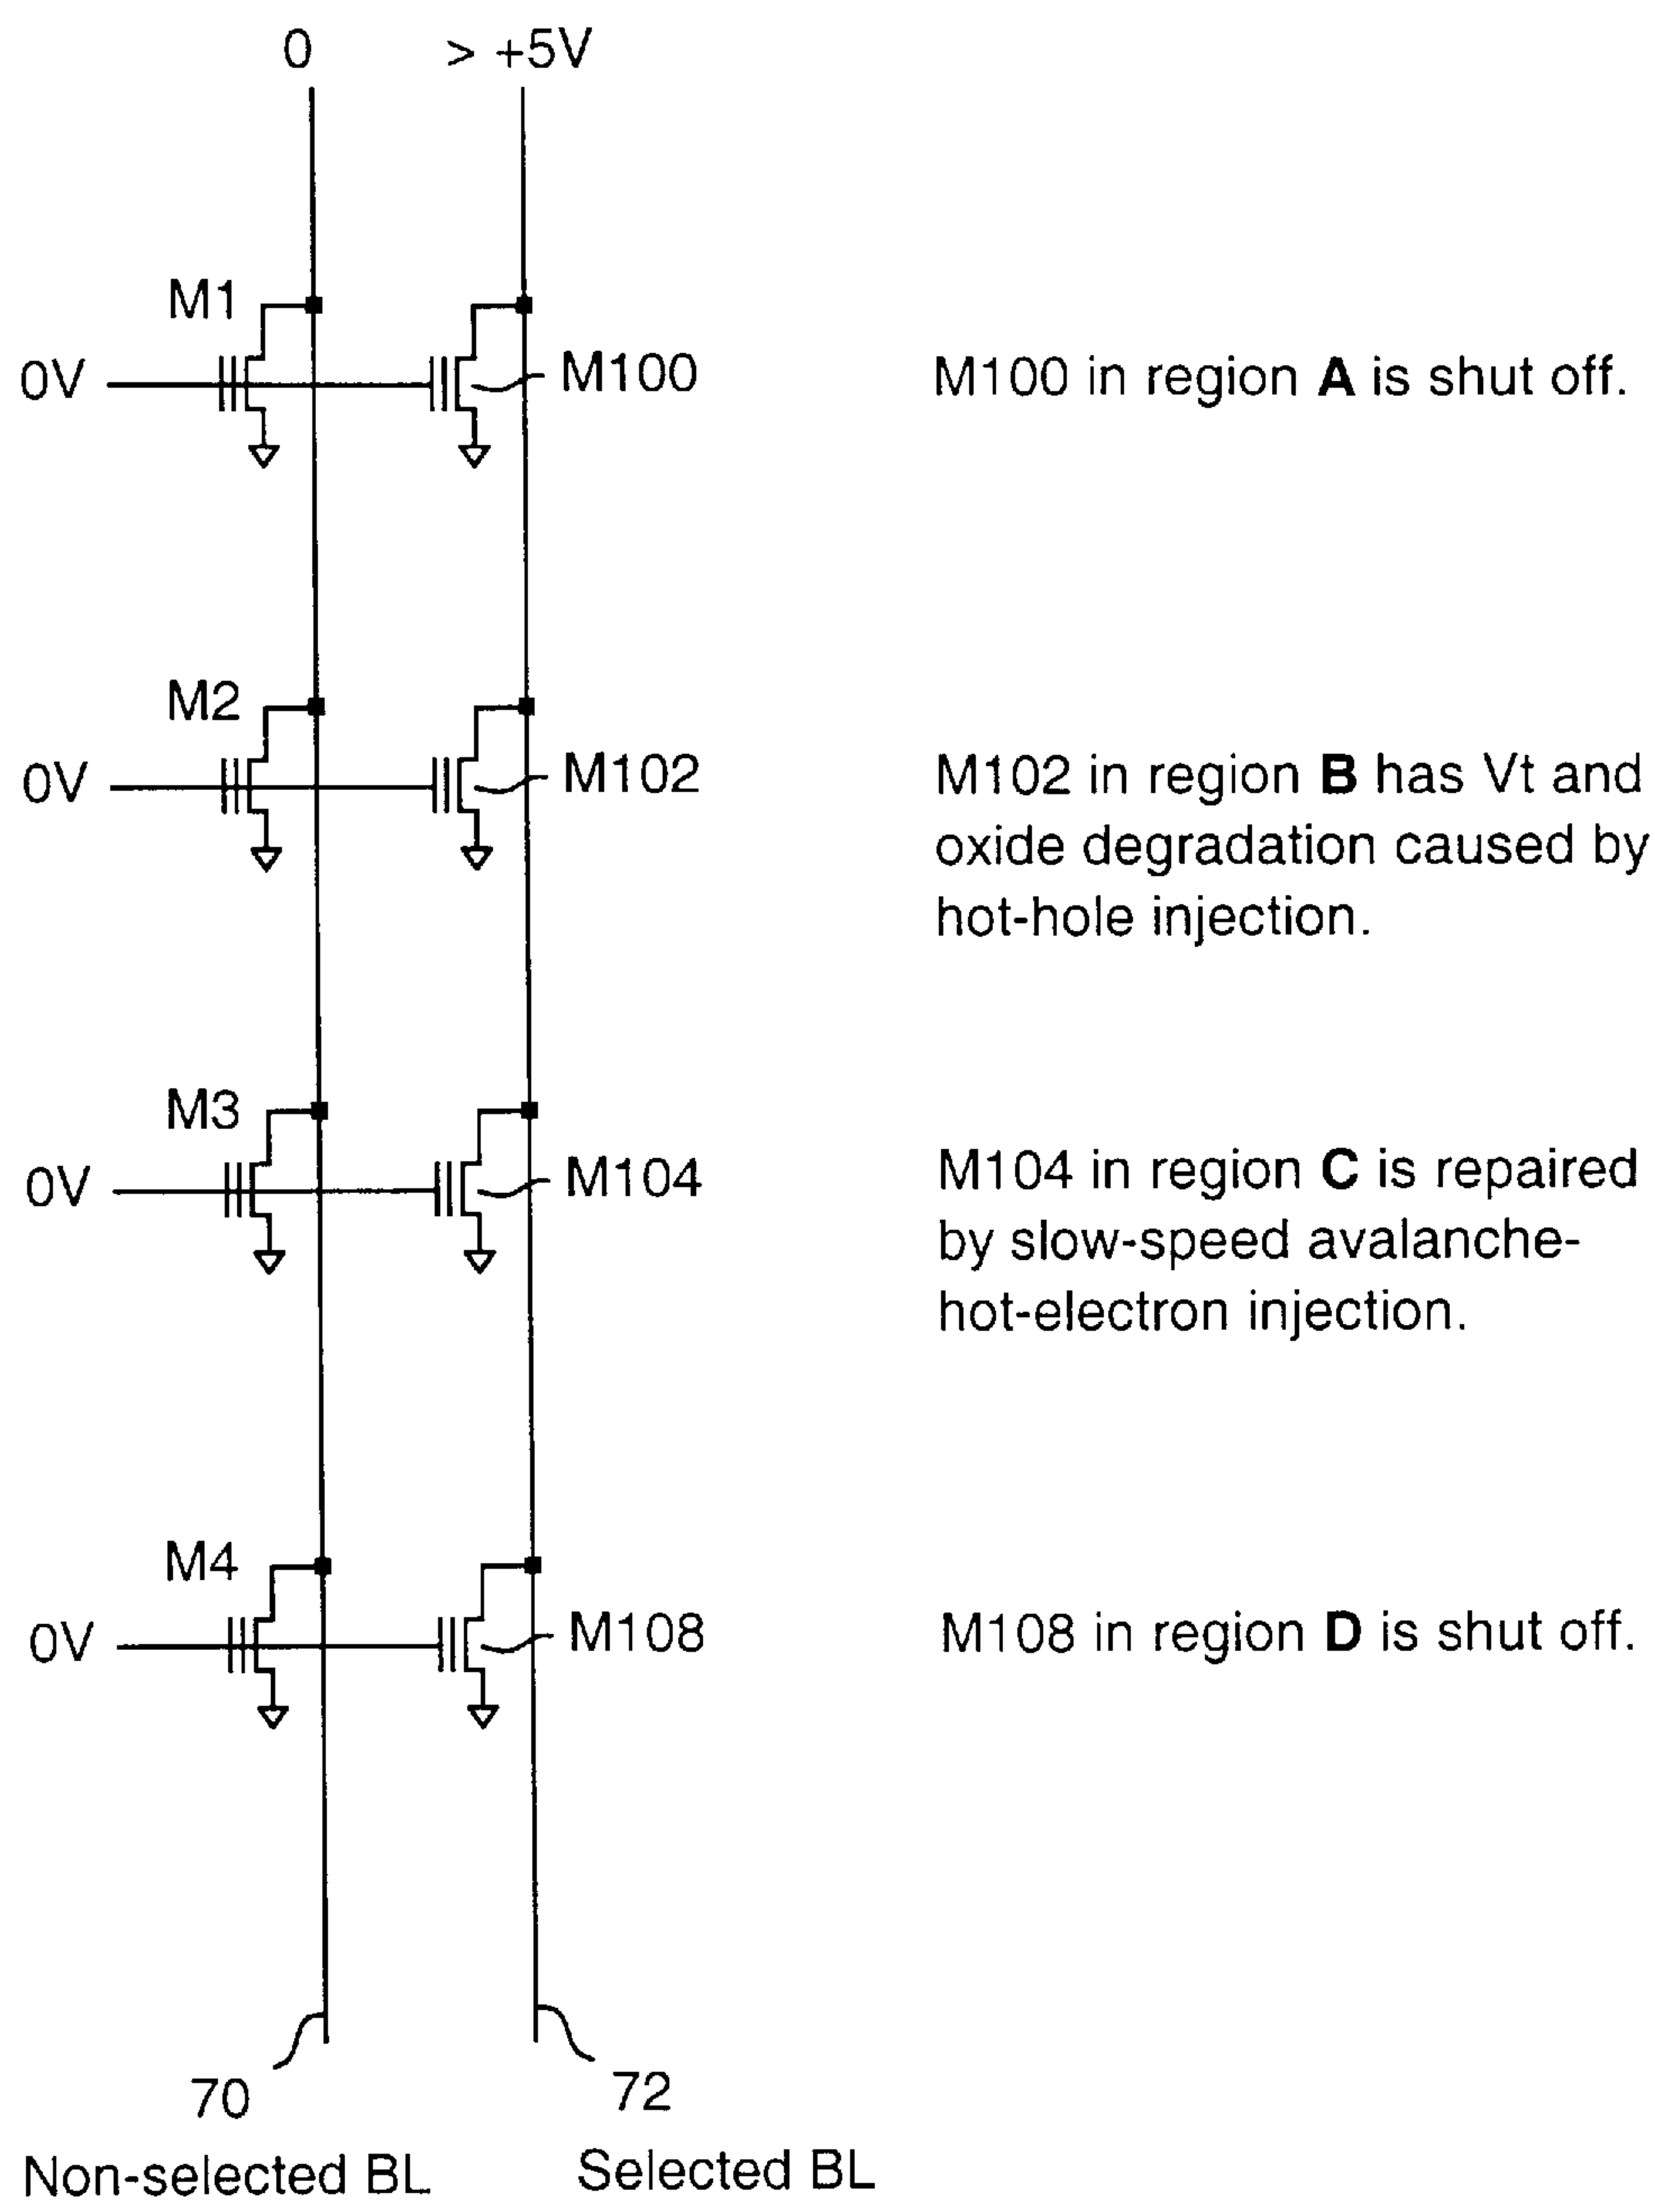 0 > +5V
M1
0V M100 M100 in region A is shut off.
M2
0V M102 M102 in region B has Vt and
oxide degradation caused by
hot-hole injection.
M3
0V M104 M104 in region C is repaired
by slow-speed avalanche-
hot-electron injection.
M4
0V M108 M108 in region D is shut off.
70 72
Non-selected BL Selected BL